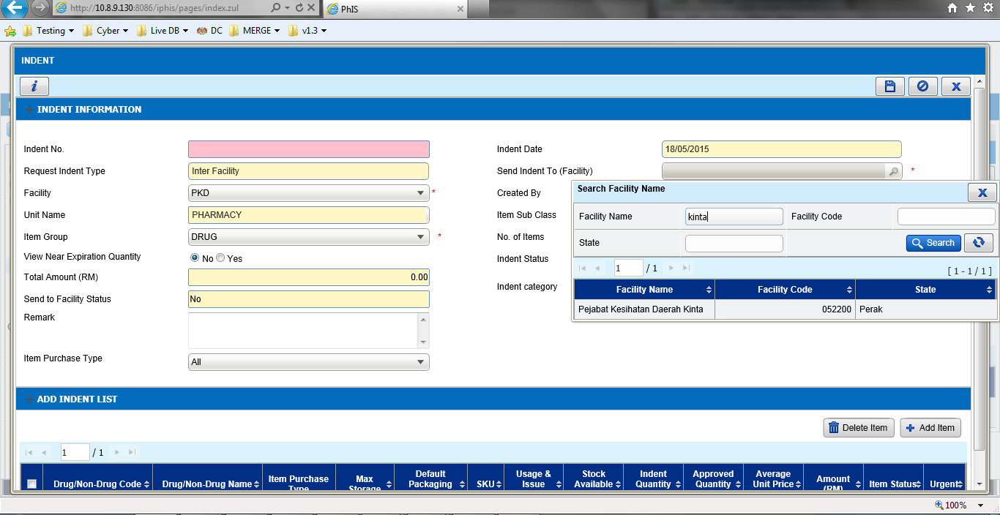 http://10.8.9.130:8086/iphis/pages/index.zul
PhIS
Testing
Cyber
Live DB
DC
MERGE
v1.3
INDENT
i
X
+ INDENT INFORMATION
Indent No.
Indent Date
18/05/2015
Request Indent Type
Inter Facility
Send Indent To (Facility)
*
Facility
PKD
*
Created By
Unit Name
PHARMACY
Item Sub Class
Item Group
DRUG
*
No. of Items
View Near Expiration Quantity
No
Yes
Indent Status
Total Amount (RM)
0.00
Indent category
Send to Facility Status
No
Remark
Item Purchase Type
All
Search Facility Name
X
Facility Name
kinta
Facility Code
State
Search
1 / 1
[ 1 - 1 / 1 ]
Facility Name
Facility Code
State
Pejabat Kesihatan Daerah Kinta
052200
Perak
+ ADD INDENT LIST
Delete Item
+ Add Item
1 / 1
Drug/Non-Drug Code
Drug/Non-Drug Name
Item Purchase
Type
Max
Storage
Default
Packaging
SKU
Usage &
Issue
Stock
Available
Indent
Quantity
Approved
Quantity
Average
Unit Price
Amount
(RM)
Item Status
Urgent
100%